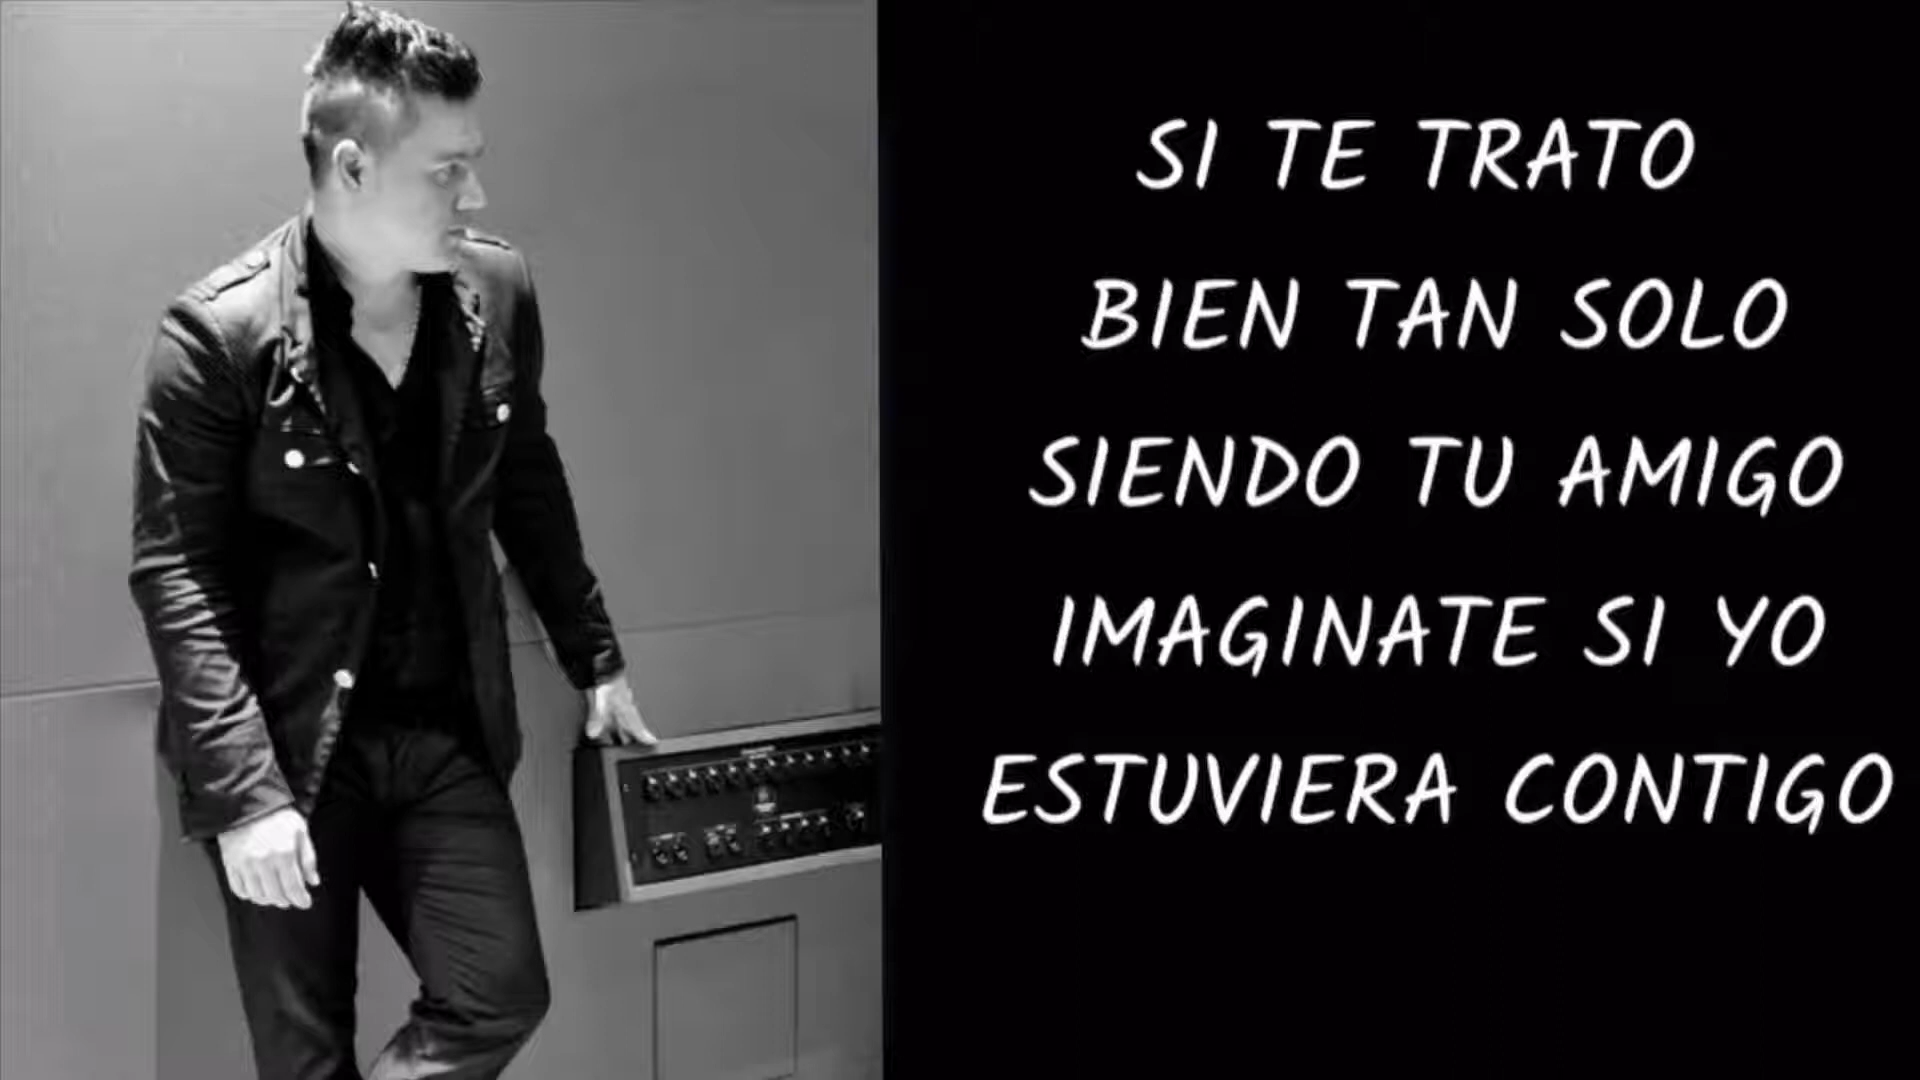 SI TE TRATO
BIEN TAN SOLO
SIENDO TU AMIGO
IMAGINATE SI YO
ESTUVIERA CONTIGO